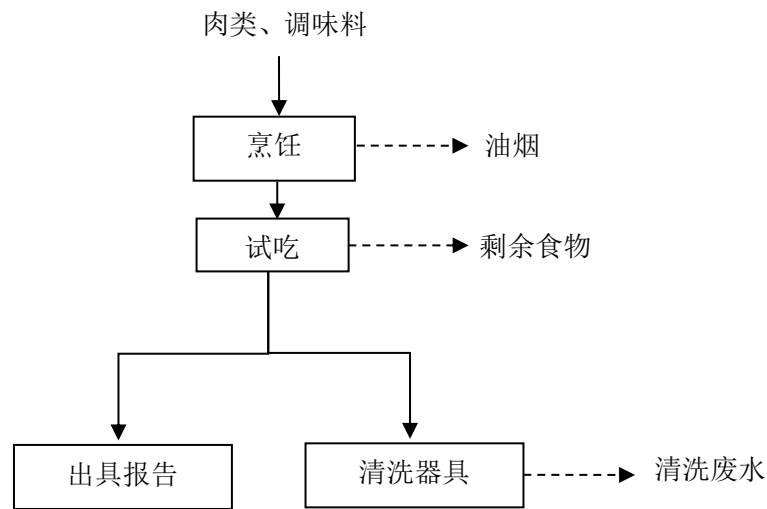 肉类、调味料
烹饪
油烟
试吃
剩余食物
出具报告
清洗器具
清洗废水